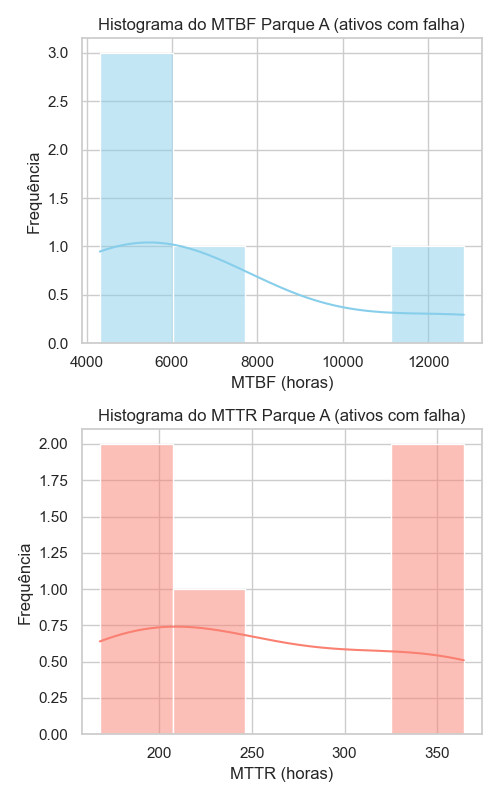 Histograma do MTBF Parque A (ativos com falha)
3.0
2.5
2.0
1.5
1.0
0.5
0.0
Frequência
4000 6000 8000 10000 12000
MTBF (horas)
Histograma do MTTR Parque A (ativos com falha)
2.00
1.75
1.50
1.25
1.00
0.75
0.50
0.25
0.00
Frequência
200 250 300 350
MTTR (horas)